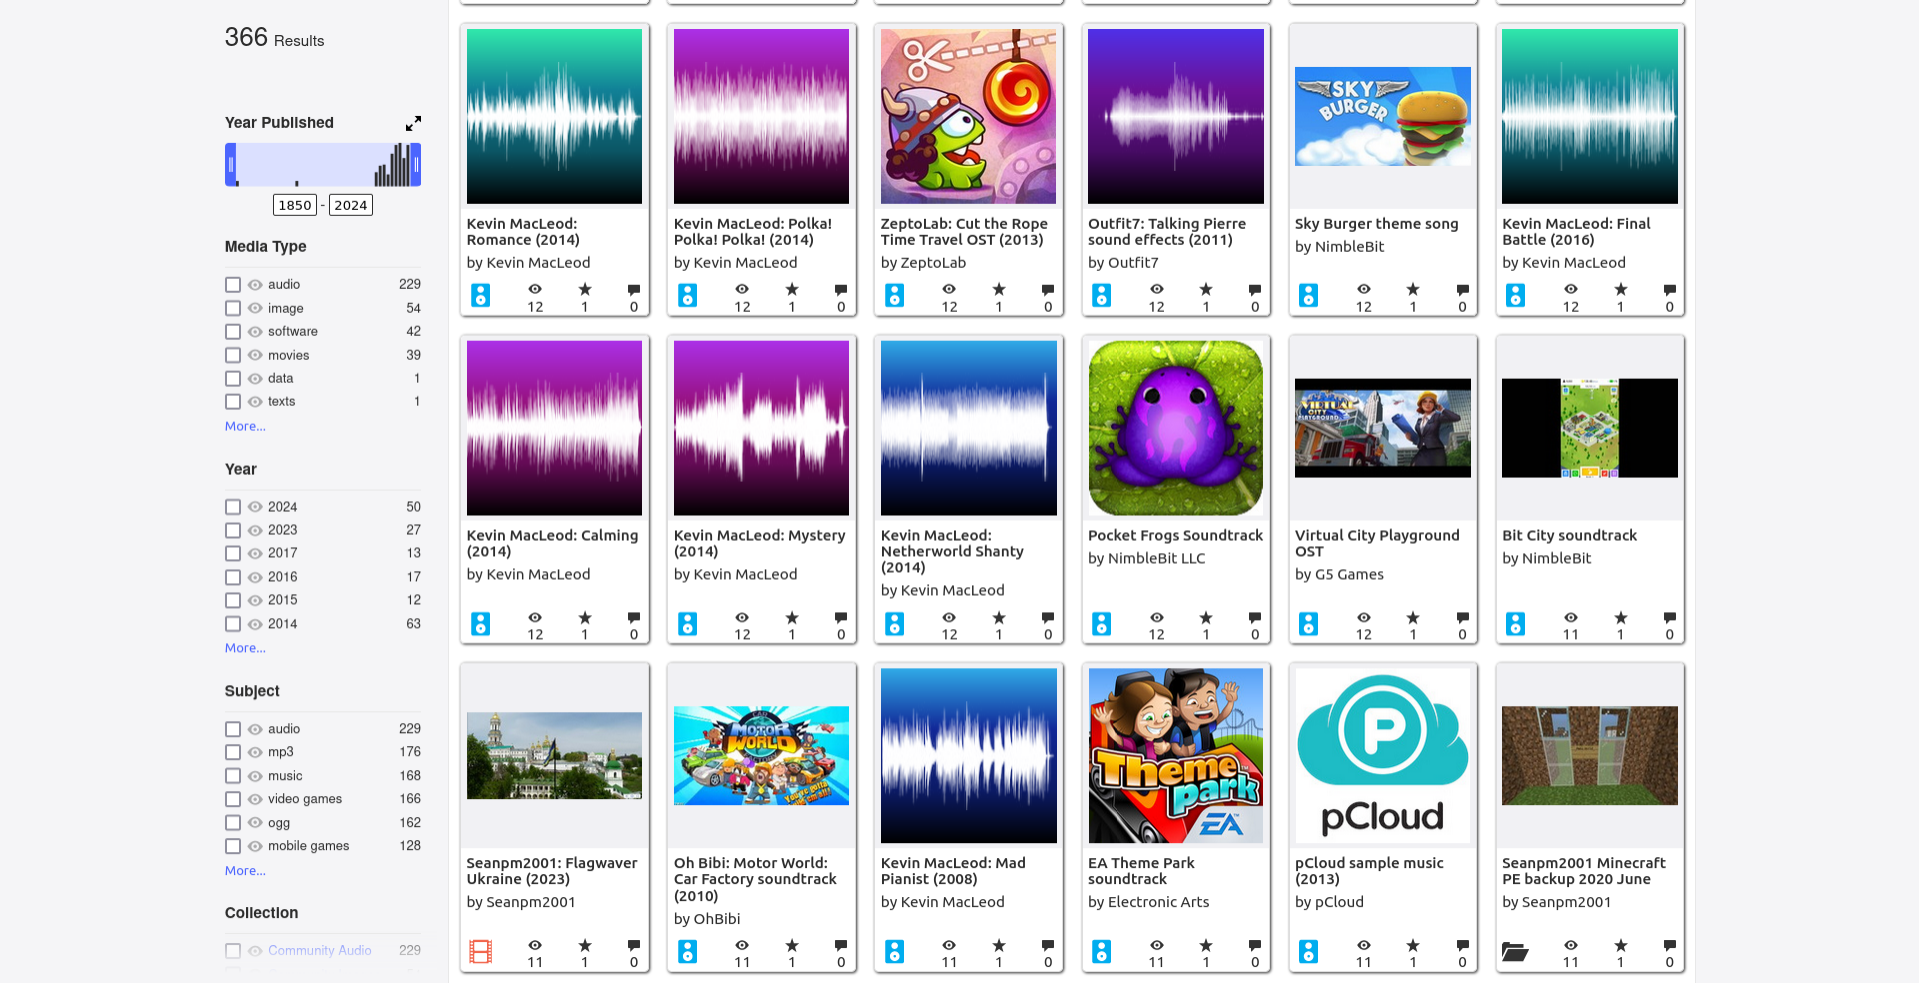 366 Results
Year Published
1850 - 2024
Media Type
audio 229
image 54
software 42
movies 39
data 1
texts 1
More...
Year
2024 50
2023 27
2017 13
2016 17
2015 12
2014 63
More...
Subject
audio 229
mp3 176
music 168
video games 166
ogg 162
mobile games 128
More...
Collection
Community Audio 229
Kevin MacLeod:
Romance (2014)
by Kevin MacLeod
12 1 0
Kevin MacLeod: Polka!
Polka! Polka! (2014)
by Kevin MacLeod
12 1 0
ZeptoLab: Cut the Rope
Time Travel OST (2013)
by ZeptoLab
12 1 0
Outfit7: Talking Pierre
sound effects (2011)
by Outfit7
12 1 0
SKY
BURGER
Sky Burger theme song
by NimbleBit
12 1 0
Kevin MacLeod: Final
Battle (2016)
by Kevin MacLeod
12 1 0
Kevin MacLeod: Calming
(2014)
by Kevin MacLeod
12 1 0
Kevin MacLeod: Mystery
(2014)
by Kevin MacLeod
12 1 0
Kevin MacLeod:
Netherworld Shanty
(2014)
by Kevin MacLeod
12 1 0
Pocket Frogs Soundtrack
by NimbleBit LLC
12 1 0
VIRTUAL
CITY
PLAYGROUND
Virtual City Playground
OST
by G5 Games
12 1 0
Bit City soundtrack
by NimbleBit
11 1 0
Seanpm2001: Flagwaver
Ukraine (2023)
by Seanpm2001
11 1 0
MOTOR
WORLD
Oh Bibi: Motor World:
Car Factory soundtrack
(2010)
by OhBibi
11 1 0
Kevin MacLeod: Mad
Pianist (2008)
by Kevin MacLeod
11 1 0
Theme
park
EA
EA Theme Park
soundtrack
by Electronic Arts
11 1 0
P
pCloud
pCloud sample music
(2013)
by pCloud
11 1 0
Seanpm2001 Minecraft
PE backup 2020 June
by Seanpm2001
11 1 0